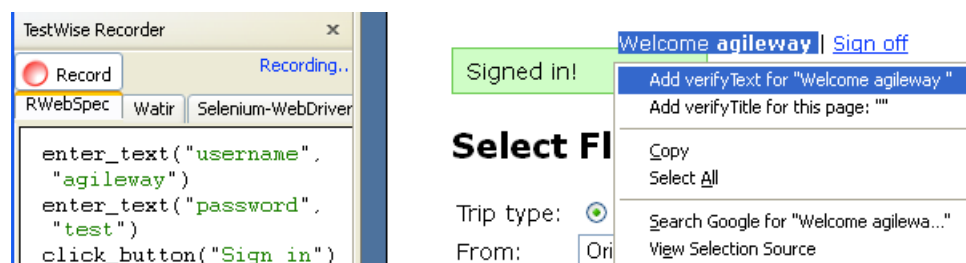 TestWise Recorder
Record
Recording..
RWebSpec Watir Selenium-WebDriver
enter_text("username",
"agileway")
enter_text("password",
"test")
click_button("Sign in")
Welcome agileway | Sign off
Signed in!
Add verifyText for "Welcome agileway "
Add verifyTitle for this page: ""
Select Fl
Copy
Select All
Trip type:
Search Google for "Welcome agilewa..."
From: Ori
View Selection Source